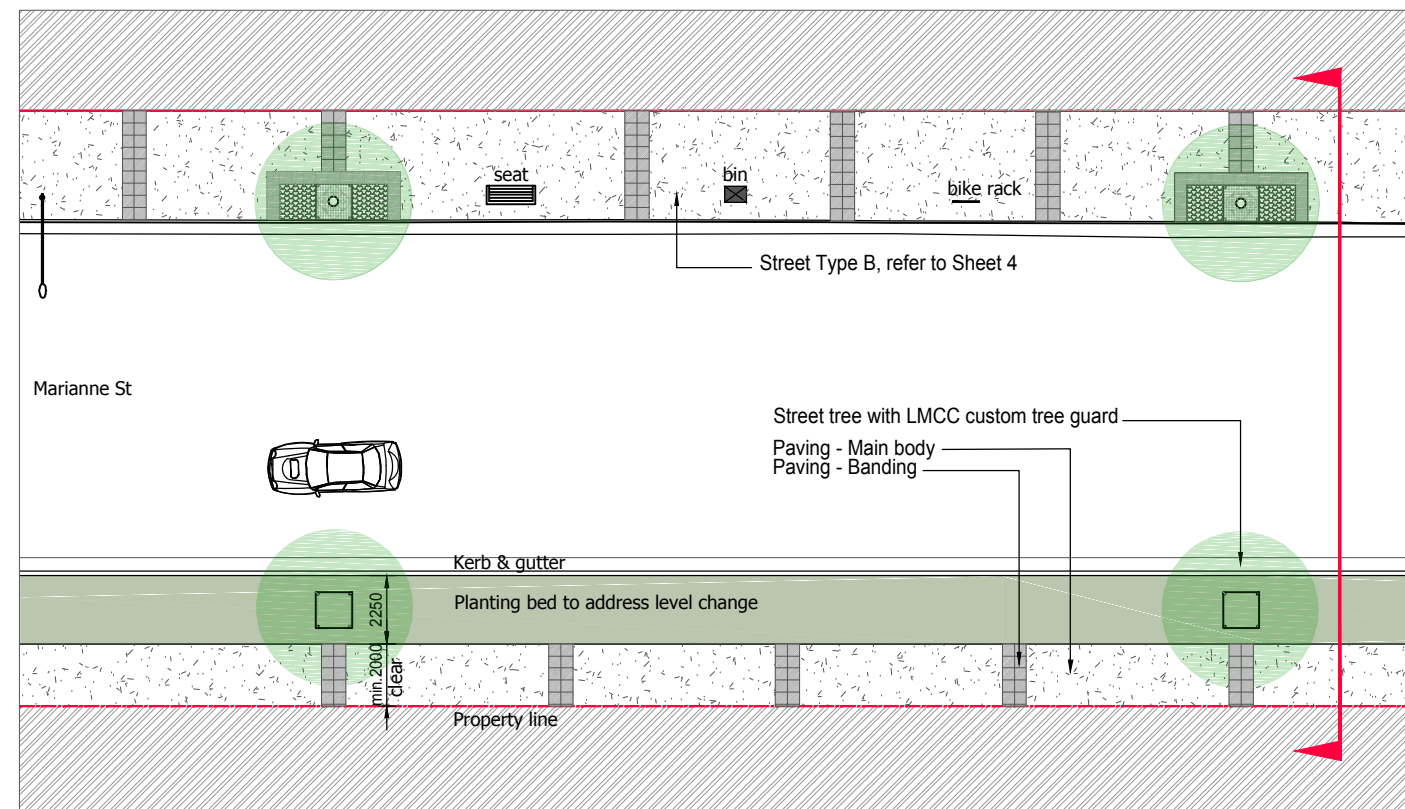 seat
bin
bike rack
Street Type B, refer to Sheet 4
Marianne St
Street tree with LMCC custom tree guard
Paving - Main body
Paving - Banding
Kerb & gutter
Planting bed to address level change
2250
min.2000
clear
Property line